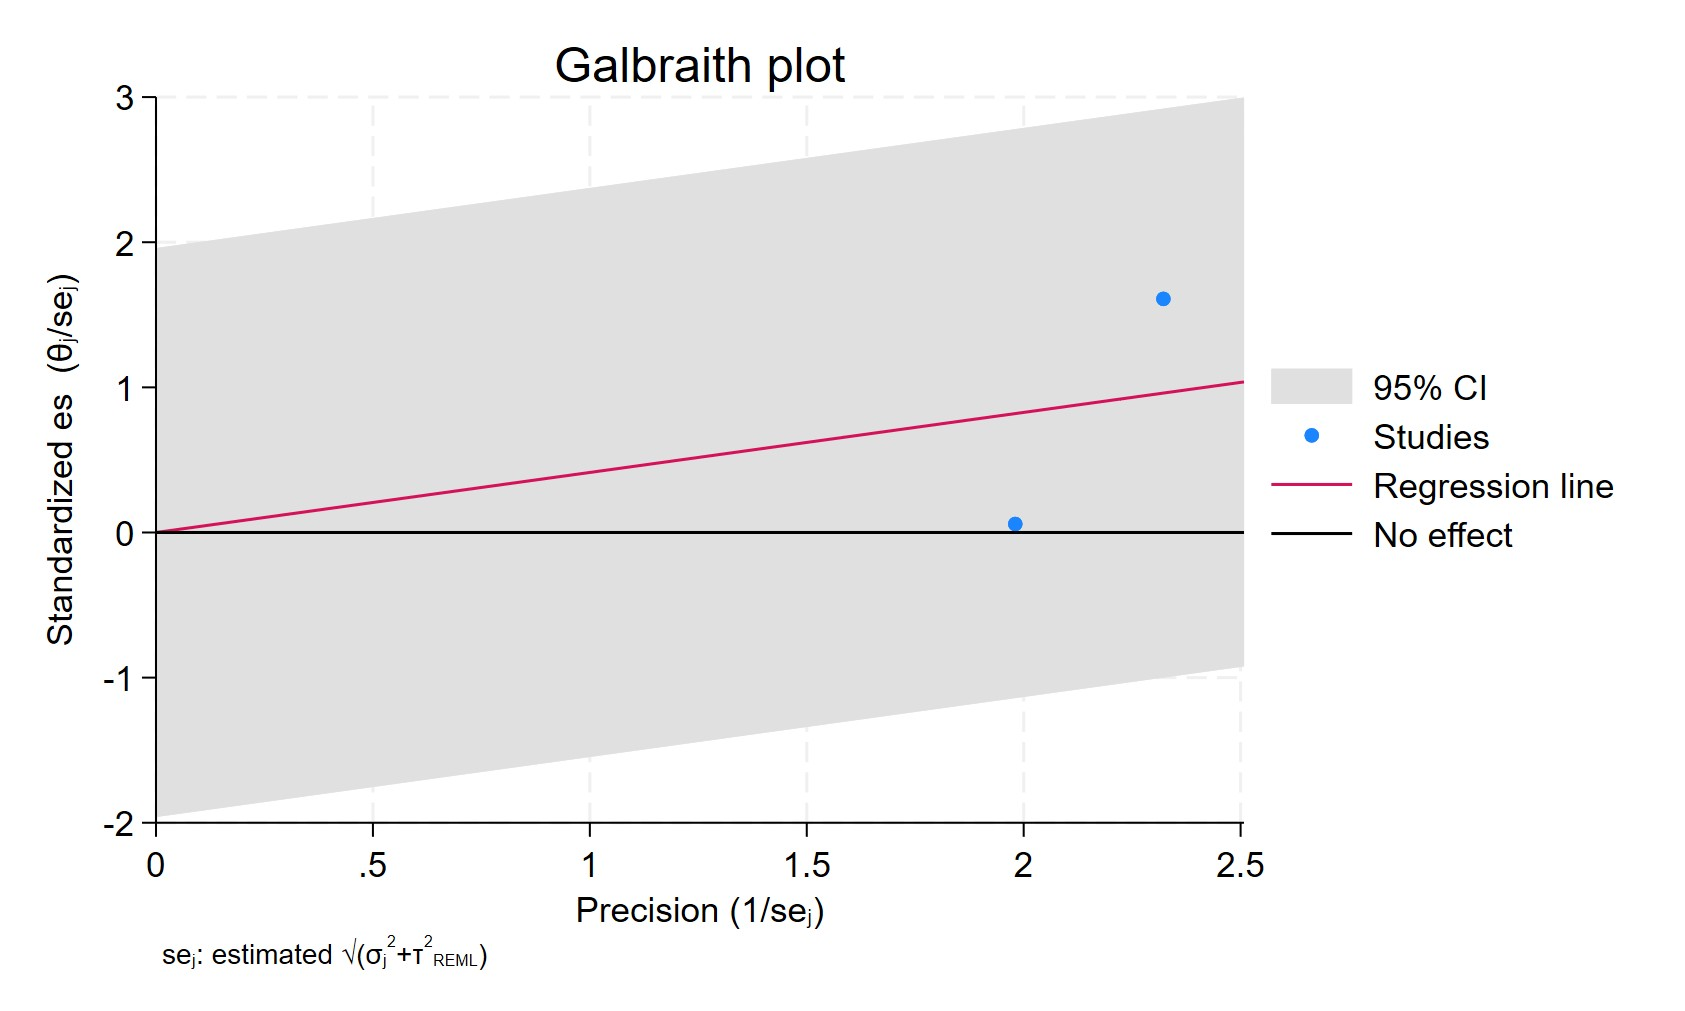 Galbraith plot
3
2
1
0
-1
-2
Standardized es (θⱼ/seⱼ)
0 .5 1 1.5 2 2.5
Precision (1/seⱼ)
95% CI
Studies
Regression line
No effect
seⱼ: estimated √(σⱼ²+τ²REML)